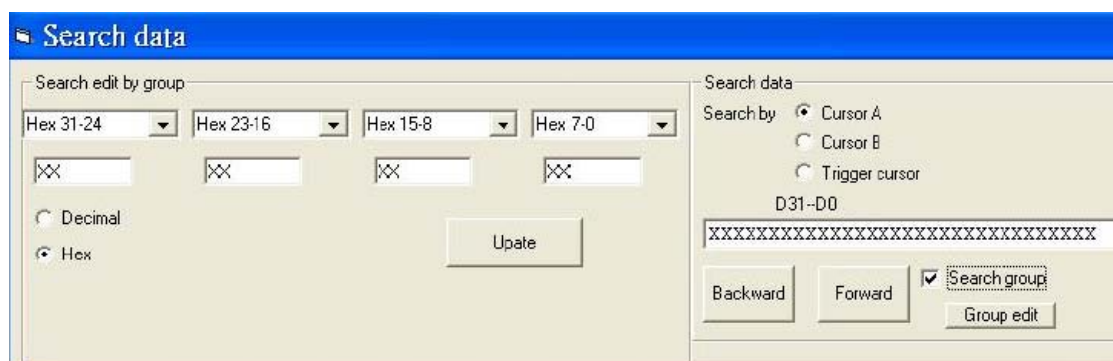 Search data
Search edit by group
Hex 31-24 Hex 23-16 Hex 15-8 Hex 7-0
XX XX XX XX
Decimal
Hex
Upate
Search data
Search by Cursor A
Cursor B
Trigger cursor
D31--D0
XXXXXXXXXXXXXXXXXXXXXXXXXXXXXXXX
Backward Forward Search group
Group edit